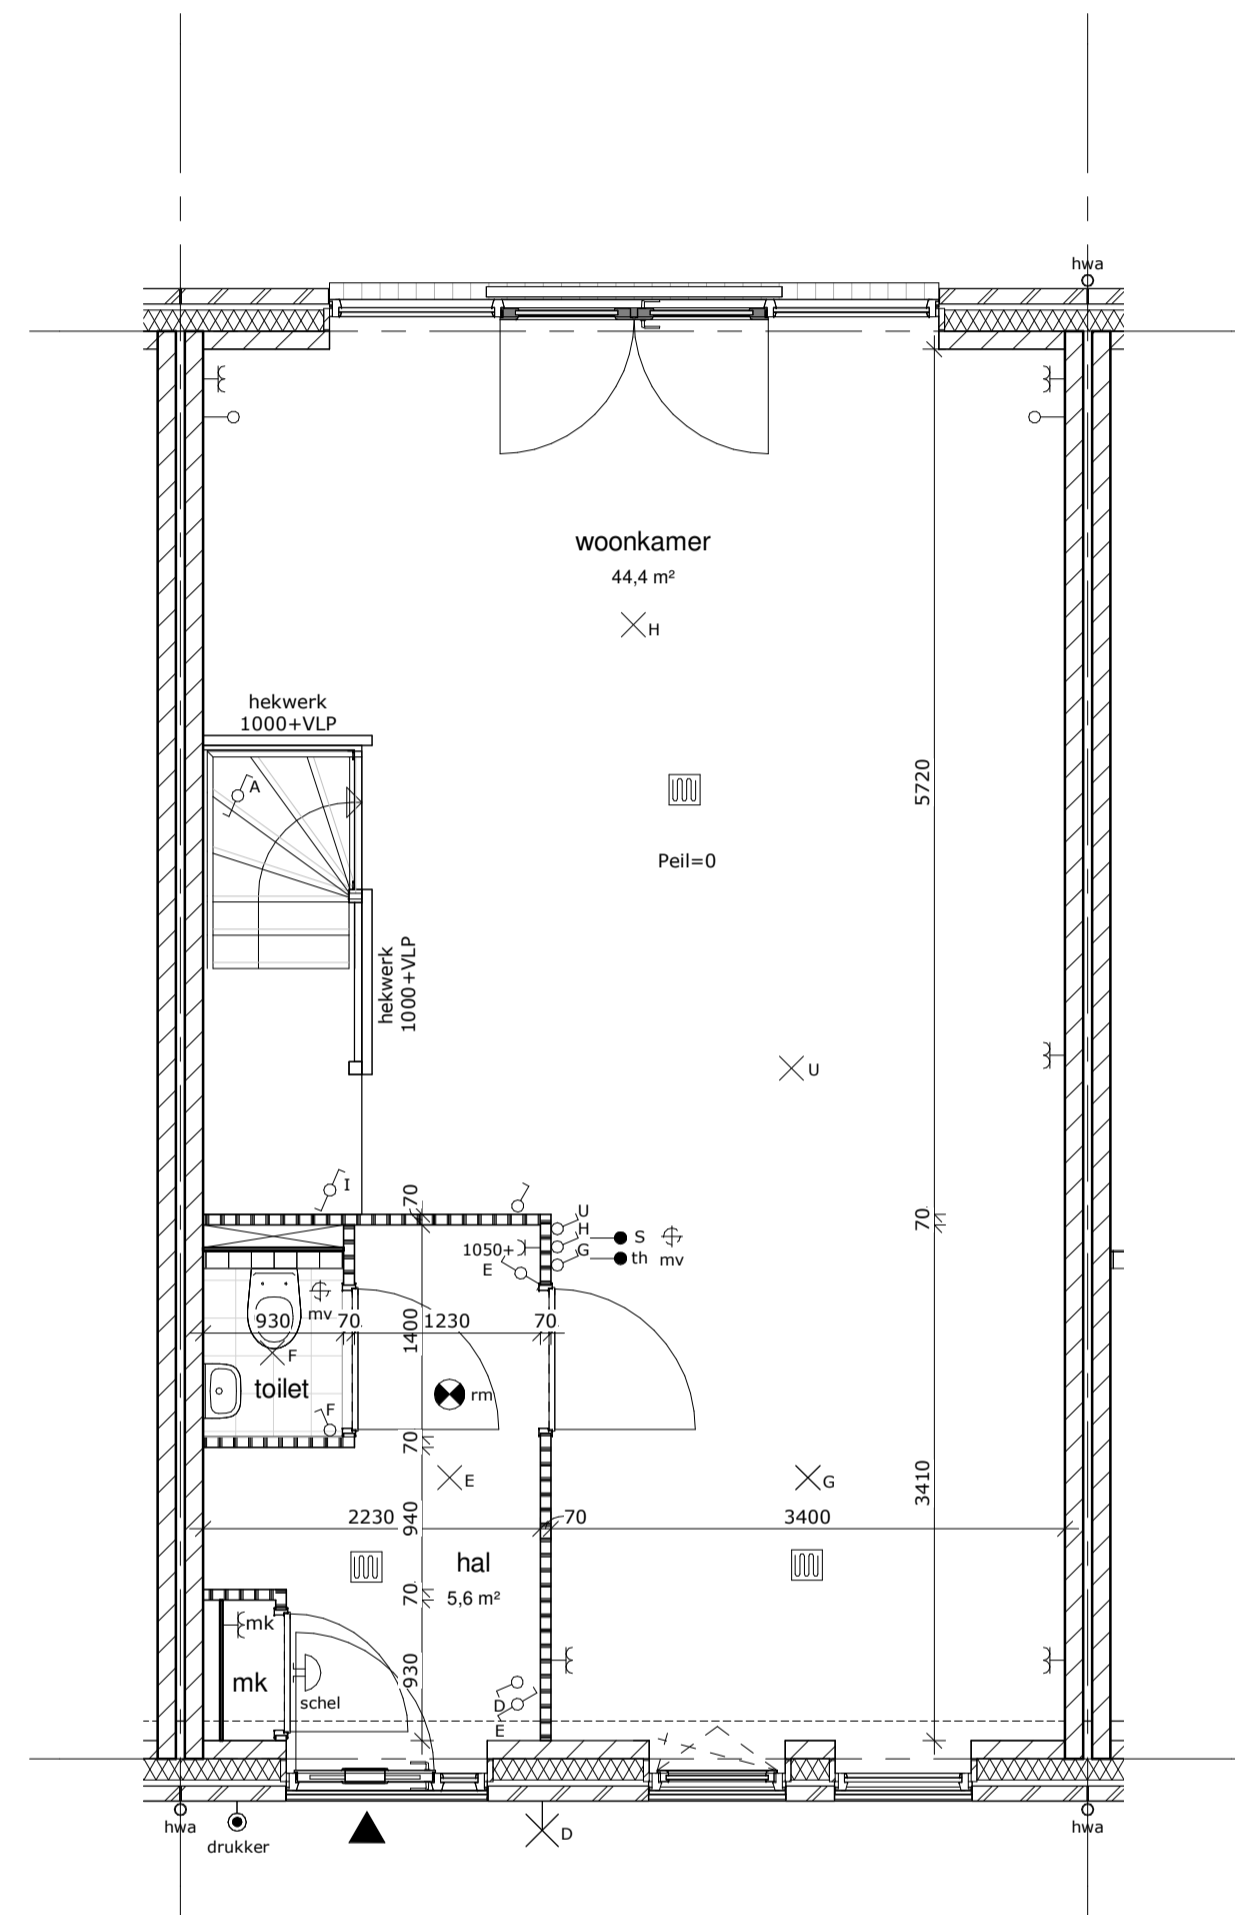 hwa
woonkamer
44,4 m²
H
hekwerk
1000+VLP
A
5720
Peil=0
hekwerk
1000+VLP
U
I
70
U
H
G
1050+
E
S
th
mv
70
mv
930
70
1400
1230
70
F
toilet
F
rm
70
E
G
3410
2230
940
70
3400
hal
5,6 m²
70
mk
mk
930
schel
D
E
hwa
drukker
D
hwa